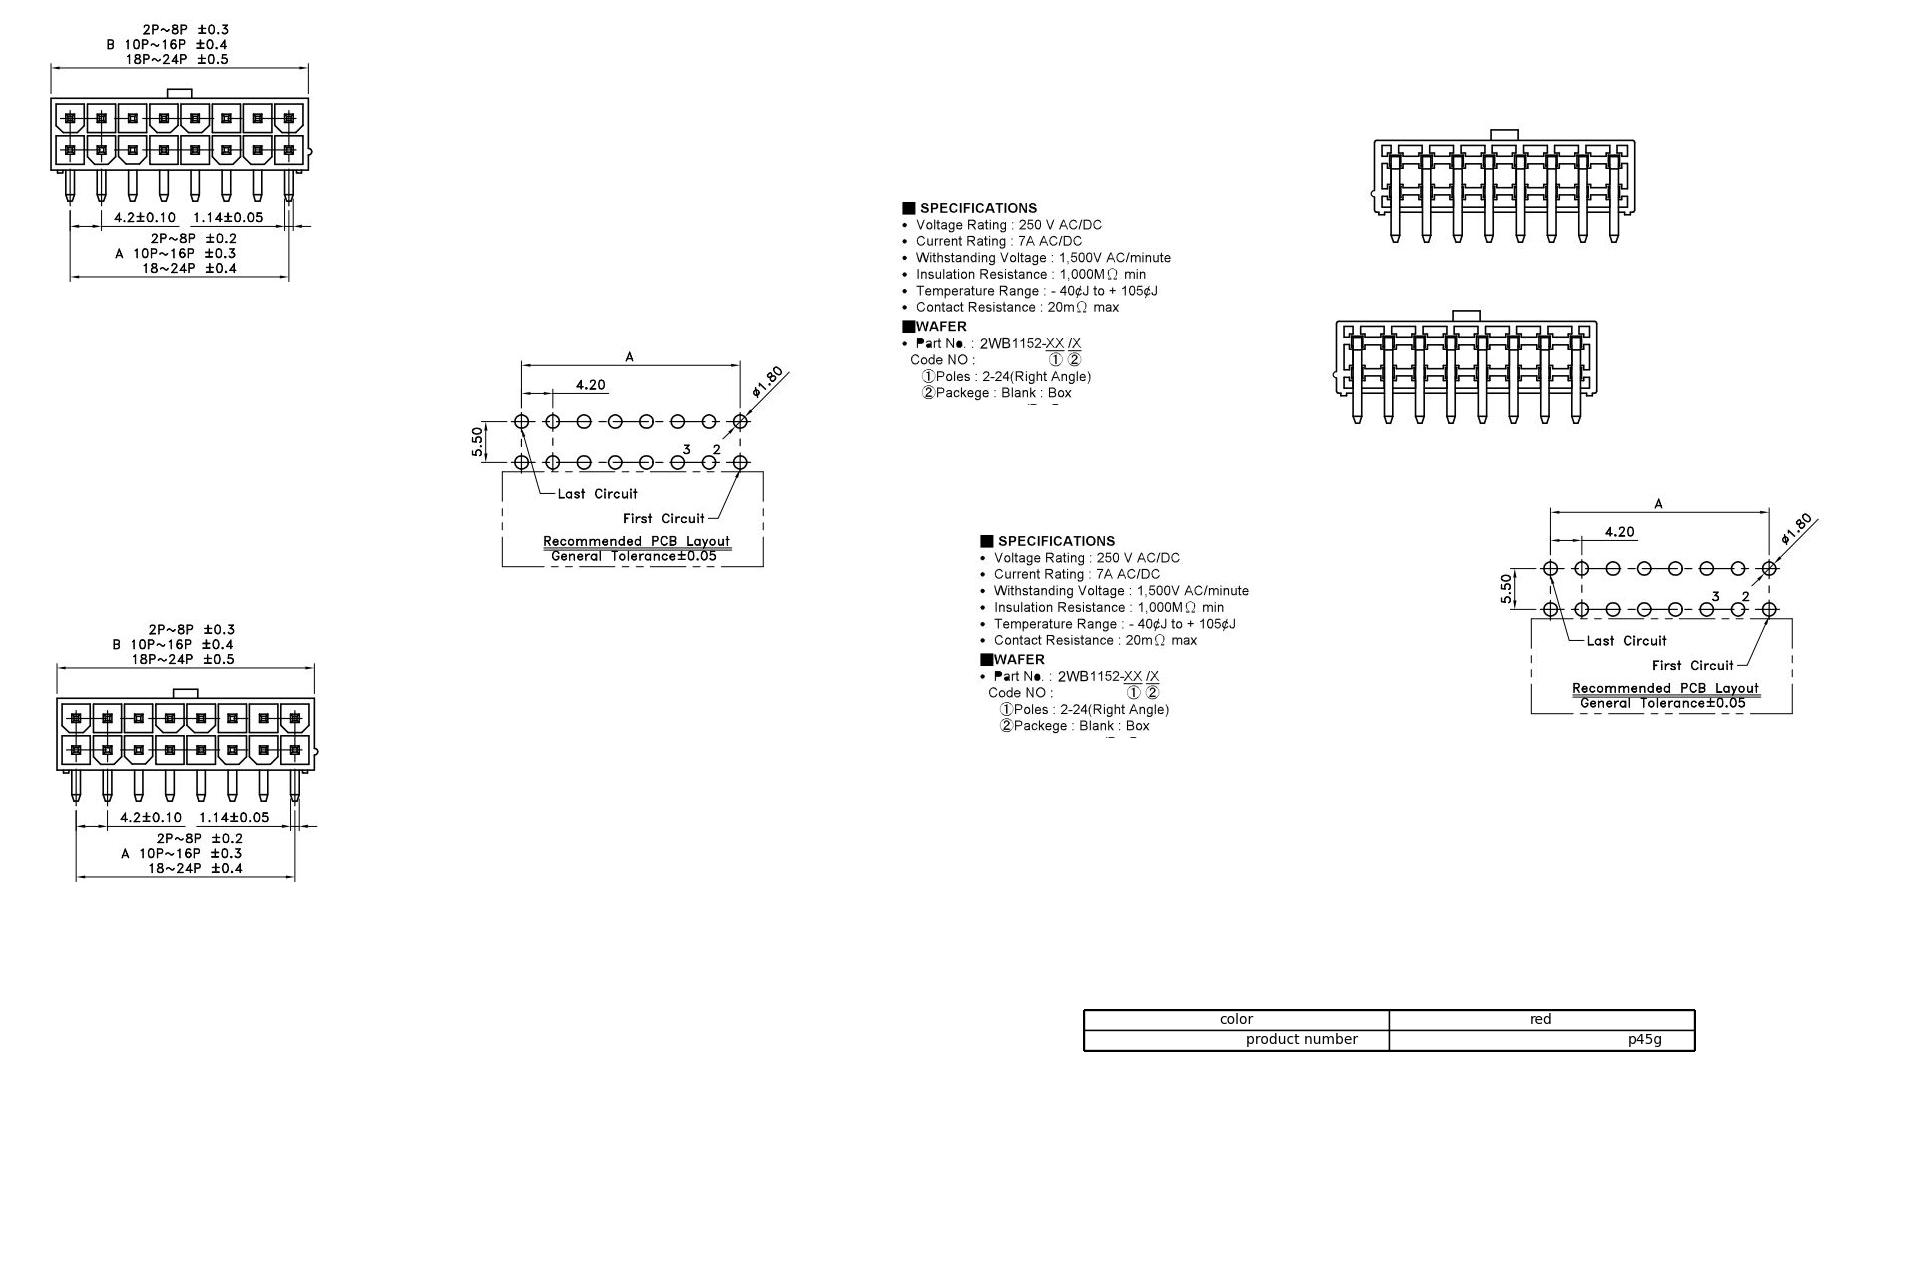 2P~8P ±0.3
B 10P~16P ±0.4
18P~24P ±0.5
4.2±0.10 1.14±0.05
2P~8P ±0.2
A 10P~16P ±0.3
18~24P ±0.4
A
4.20
ø1.80
5.50
3 2
Last Circuit
First Circuit
Recommended PCB Layout
General Tolerance±0.05
■ SPECIFICATIONS
• Voltage Rating : 250 V AC/DC
• Current Rating : 7A AC/DC
• Withstanding Voltage : 1,500V AC/minute
• Insulation Resistance : 1,000MΩ min
• Temperature Range : - 40¢J to + 105¢J
• Contact Resistance : 20mΩ max
■WAFER
• Part No. : 2WB1152-XX /X
Code NO : ① ②
①Poles : 2-24(Right Angle)
②Packege : Blank : Box
2P~8P ±0.3
B 10P~16P ±0.4
18P~24P ±0.5
4.2±0.10 1.14±0.05
2P~8P ±0.2
A 10P~16P ±0.3
18~24P ±0.4
■ SPECIFICATIONS
• Voltage Rating : 250 V AC/DC
• Current Rating : 7A AC/DC
• Withstanding Voltage : 1,500V AC/minute
• Insulation Resistance : 1,000MΩ min
• Temperature Range : - 40¢J to + 105¢J
• Contact Resistance : 20mΩ max
■WAFER
• Part No. : 2WB1152-XX /X
Code NO : ① ②
①Poles : 2-24(Right Angle)
②Packege : Blank : Box
A
4.20
ø1.80
5.50
3 2
Last Circuit
First Circuit
Recommended PCB Layout
General Tolerance±0.05
color red
product number p45g